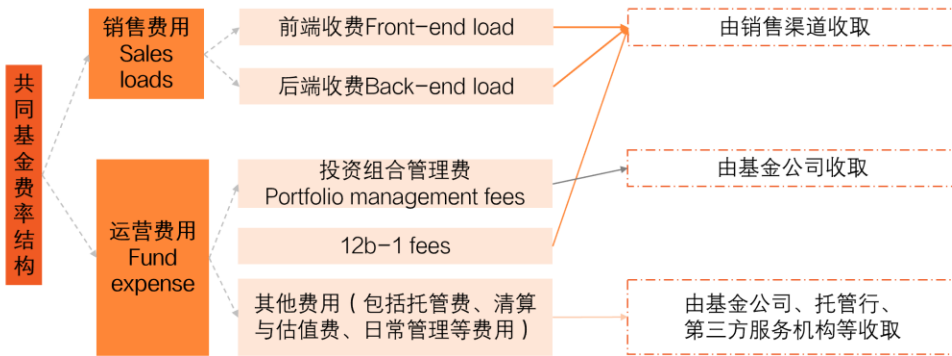 共同基金费率结构
销售费用
Sales
loads
前端收费Front-end load
后端收费Back-end load
由销售渠道收取
运营费用
Fund
expense
投资组合管理费
Portfolio management fees
由基金公司收取
12b-1 fees
其他费用（包括托管费、清算
与估值费、日常管理等费用）
由基金公司、托管行、
第三方服务机构等收取